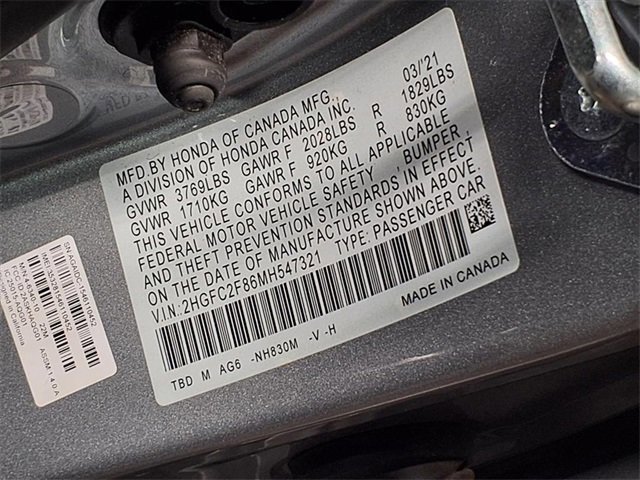 MFD.BY HONDA OF CANADA MFG. 03/'21
A DIVISION OF HONDA CANADA INC.
GVWR 3769LBS GAWR F 2028LBS R 1829LBS
GVWR 1710KG GAWR F 920KG R 830KG
THIS VEHICLE CONFORMS TO ALL APPLICABLE
FEDERAL MOTOR VEHICLE SAFETY , BUMPER ,
AND THEFT PREVENTION STANDARDS IN EFFECT
ON THE DATE OF MANUFACTURE SHOWN ABOVE.
V.I.N.:2HGFC2F86MH547321 TYPE: PASSENGER CAR
MADE IN CANADA
TBD M AG6 -NH830M -V -H